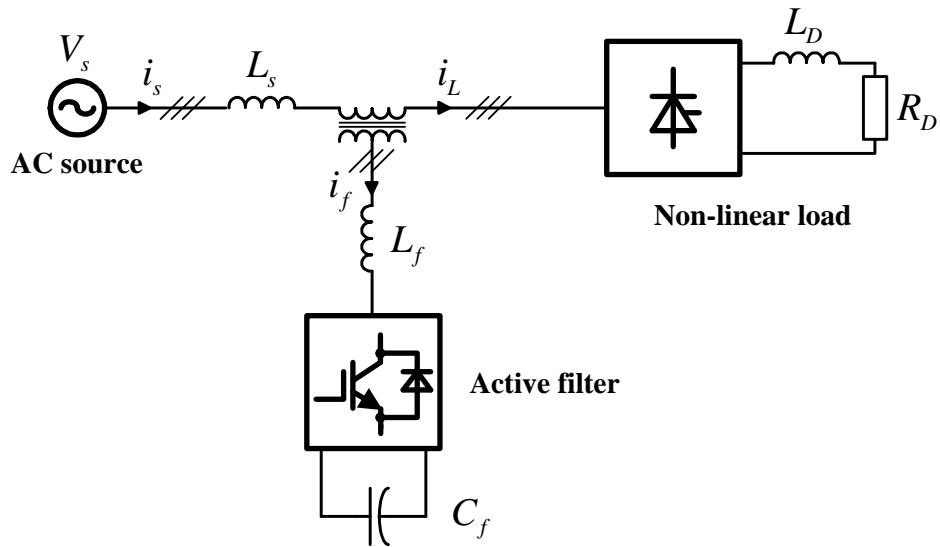 V_s
i_s
L_s
i_L
L_D
R_D
AC source
i_f
Non-linear load
L_f
Active filter
C_f